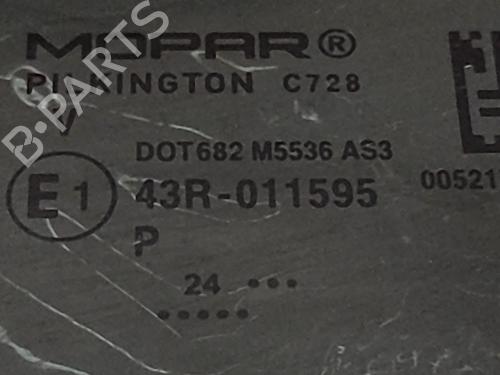 MOPAR®
PILKINGTON C728
DOT682 M5536 AS3
E1 43R-011595
00521
P
24 •••
•••••
B-PARTS